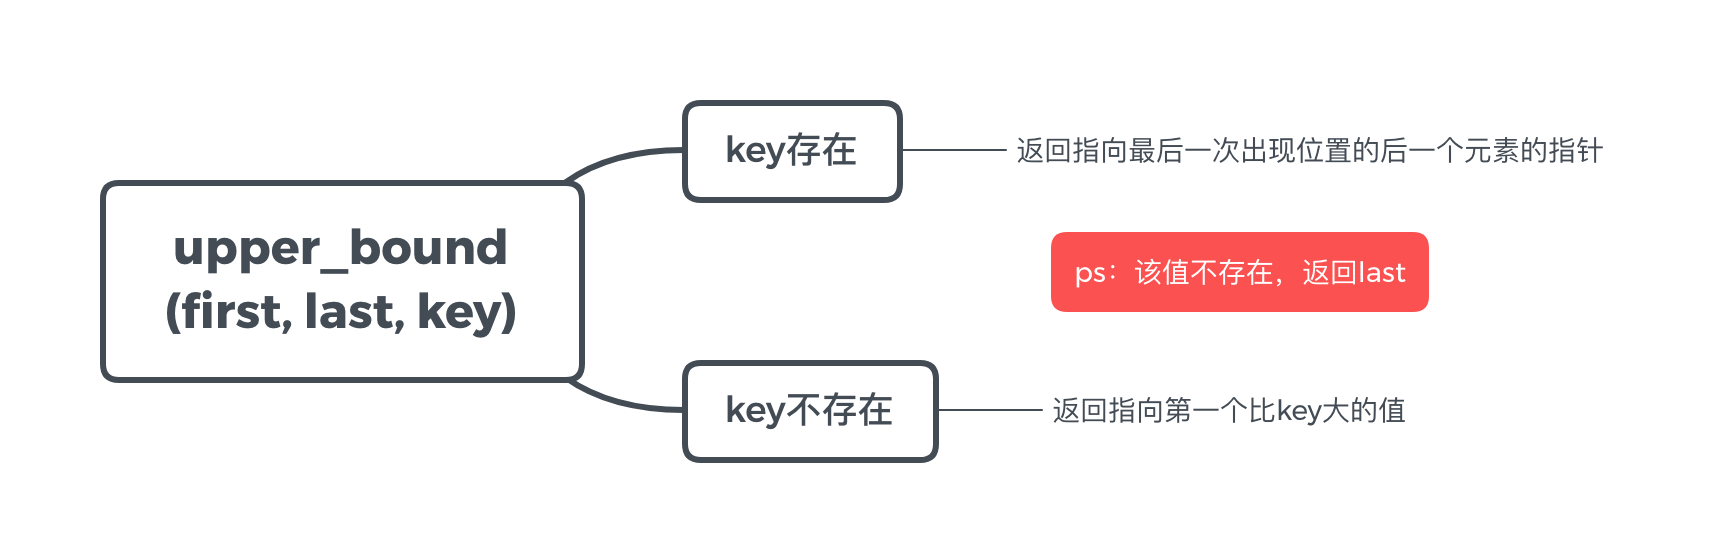 upper_bound
(first, last, key)
key存在
返回指向最后一次出现位置的后一个元素的指针
ps：该值不存在，返回last
key不存在
返回指向第一个比key大的值